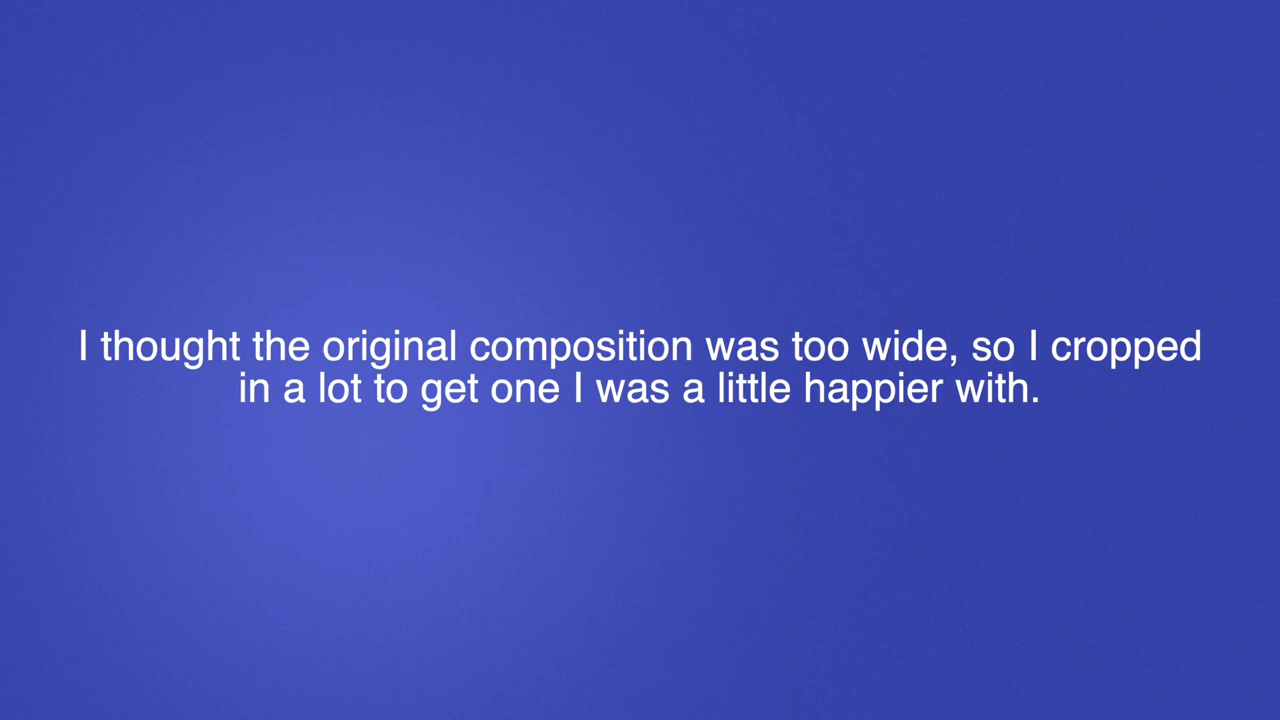 I thought the original composition was too wide, so I cropped
in a lot to get one I was a little happier with.